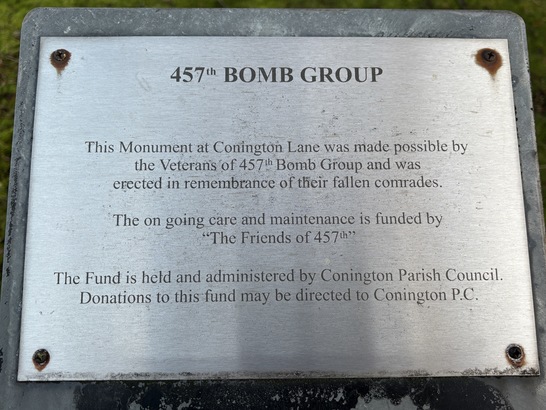 457th BOMB GROUP
This Monument at Conington Lane was made possible by
the Veterans of 457th Bomb Group and was
erected in remembrance of their fallen comrades.
The on going care and maintenance is funded by
“The Friends of 457th”
The Fund is held and administered by Conington Parish Council.
Donations to this fund may be directed to Conington P.C.